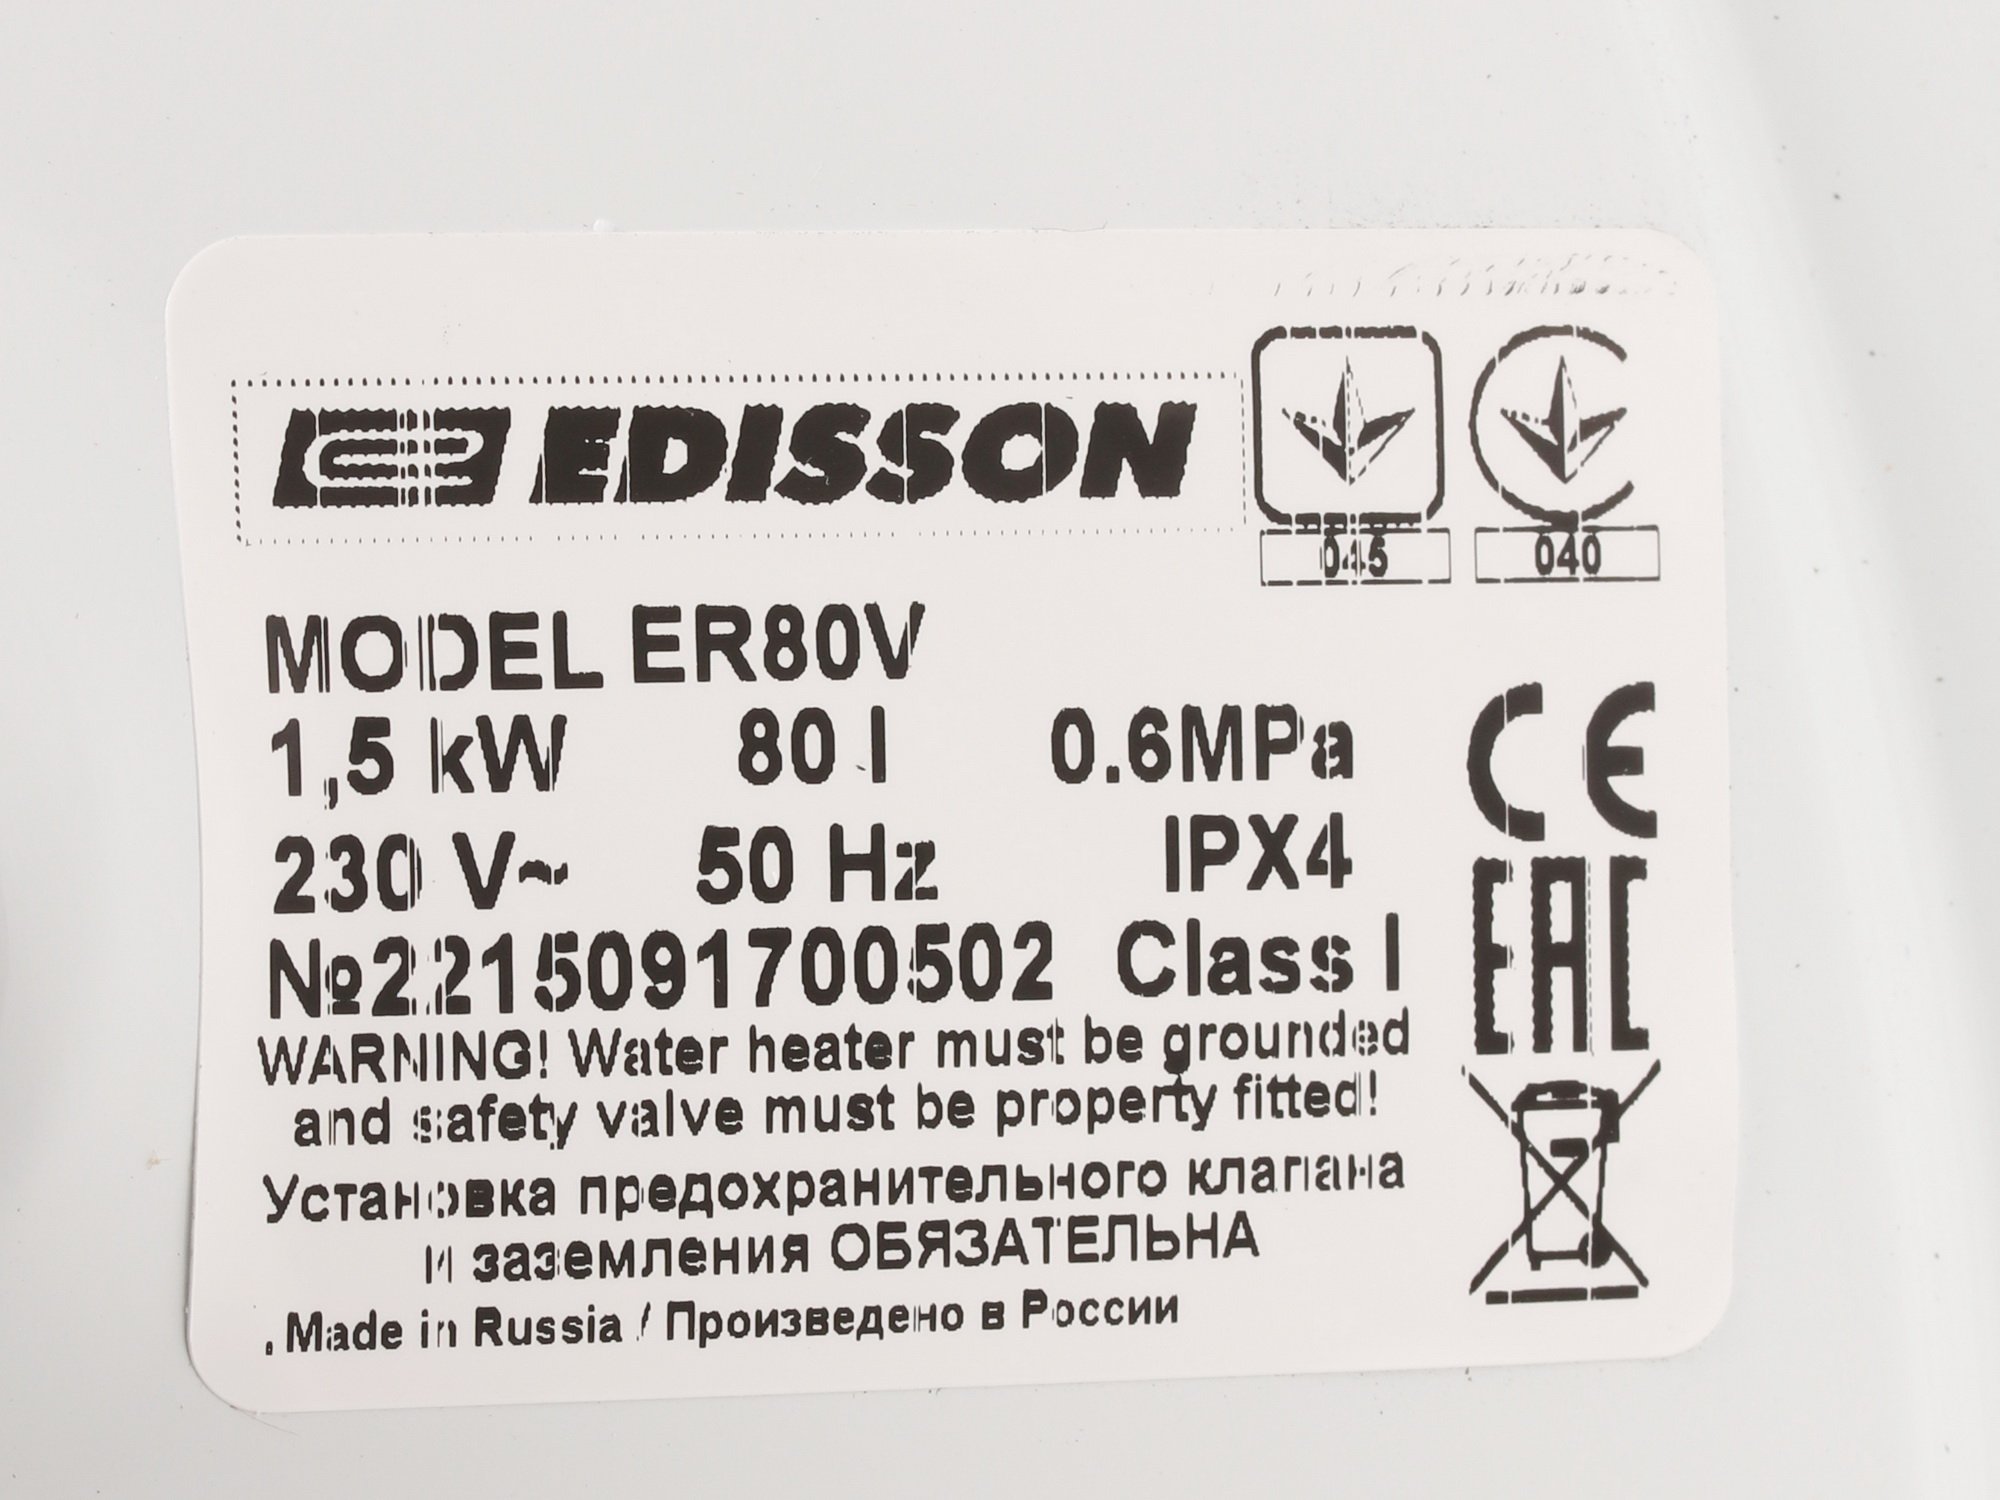 EDISSON
045 040
MODEL ER80V
1,5 kW 80 l 0.6MPa
230 V~ 50 Hz IPX4
№2215091700502 Class I
WARNING! Water heater must be grounded
and safety valve must be property fitted!
Установка предохранительного клапана
и заземления ОБЯЗАТЕЛЬНА
. Made in Russia / Произведено в России
CE
EAC